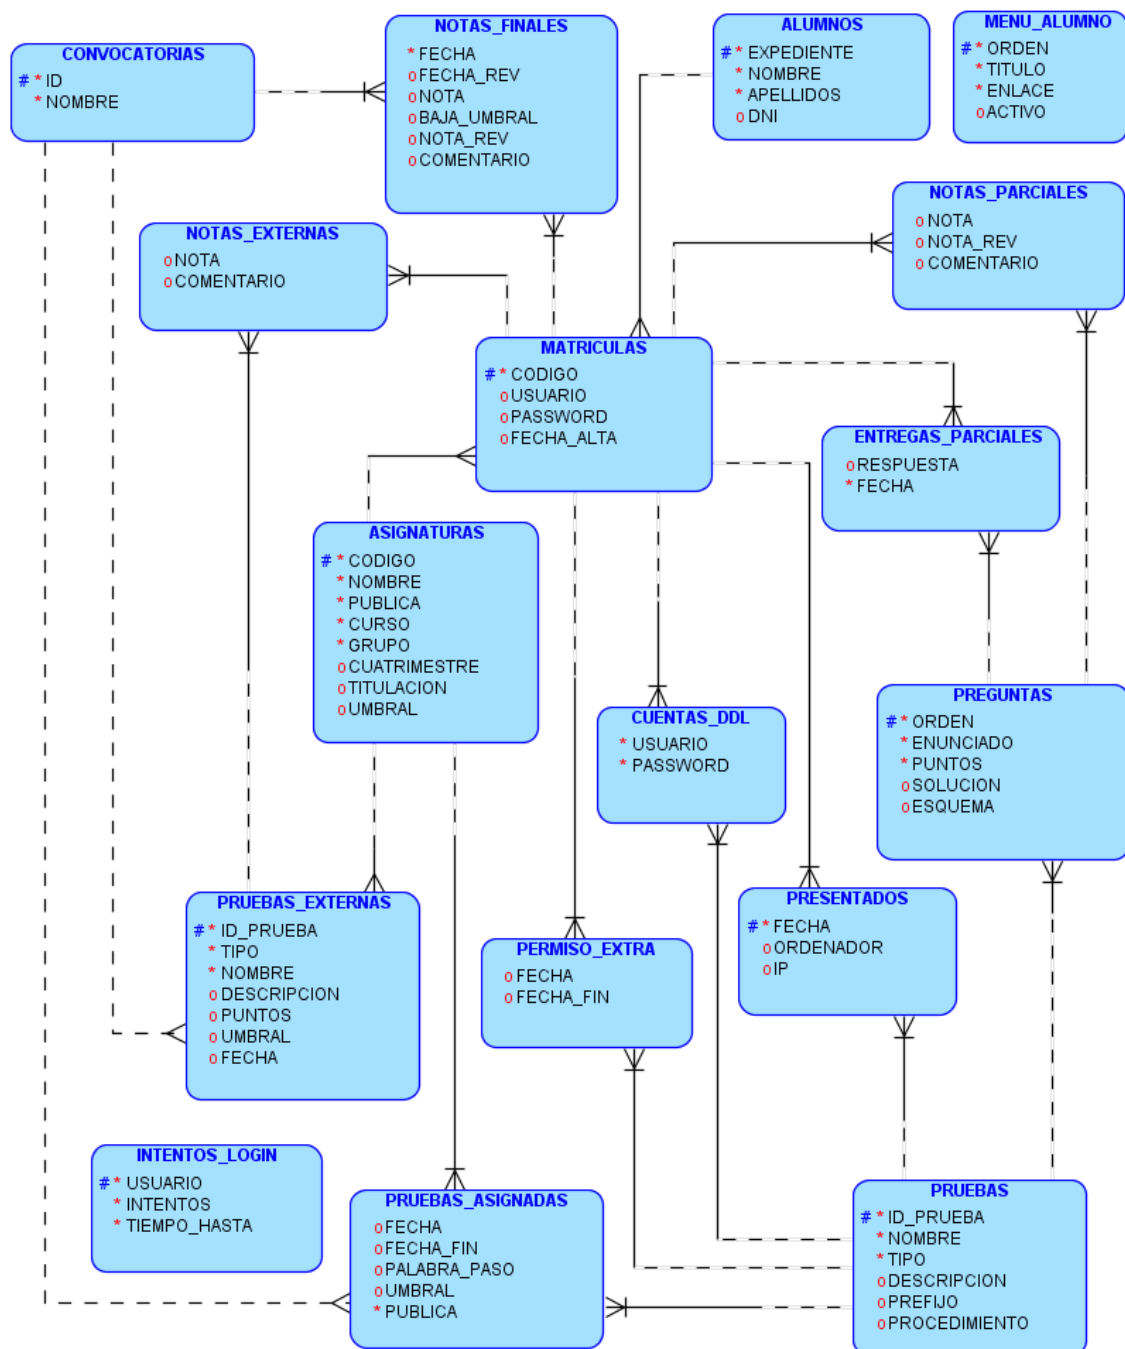 CONVOCATORIAS
# * ID
* NOMBRE
NOTAS_FINALES
* FECHA
o FECHA_REV
o NOTA
o BAJA_UMBRAL
o NOTA_REV
o COMENTARIO
ALUMNOS
# * EXPEDIENTE
* NOMBRE
* APELLIDOS
o DNI
MENU_ALUMNO
# * ORDEN
* TITULO
* ENLACE
o ACTIVO
NOTAS_EXTERNAS
o NOTA
o COMENTARIO
NOTAS_PARCIALES
o NOTA
o NOTA_REV
o COMENTARIO
MATRICULAS
# * CODIGO
o USUARIO
o PASSWORD
o FECHA_ALTA
ENTREGAS_PARCIALES
o RESPUESTA
* FECHA
ASIGNATURAS
# * CODIGO
* NOMBRE
* PUBLICA
* CURSO
* GRUPO
o CUATRIMESTRE
o TITULACION
o UMBRAL
CUENTAS_DDL
* USUARIO
* PASSWORD
PREGUNTAS
# * ORDEN
* ENUNCIADO
* PUNTOS
o SOLUCION
o ESQUEMA
PRUEBAS_EXTERNAS
# * ID_PRUEBA
* TIPO
* NOMBRE
o DESCRIPCION
o PUNTOS
o UMBRAL
o FECHA
PERMISO_EXTRA
o FECHA
o FECHA_FIN
PRESENTADOS
# * FECHA
o ORDENADOR
o IP
INTENTOS_LOGIN
# * USUARIO
* INTENTOS
* TIEMPO_HASTA
PRUEBAS_ASIGNADAS
o FECHA
o FECHA_FIN
o PALABRA_PASO
o UMBRAL
* PUBLICA
PRUEBAS
# * ID_PRUEBA
* NOMBRE
* TIPO
o DESCRIPCION
o PREFIJO
o PROCEDIMIENTO